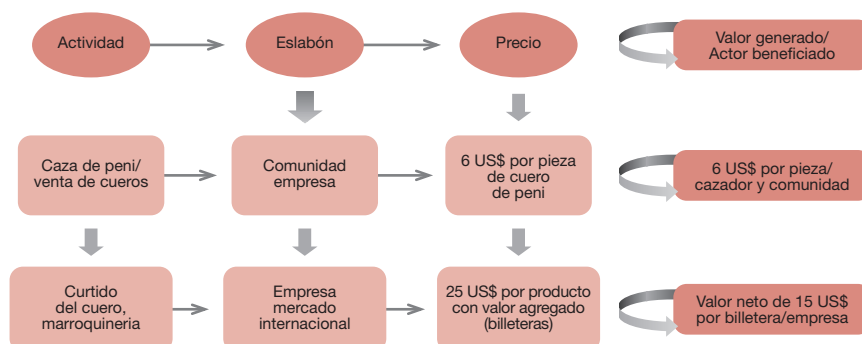 Actividad
Eslabón
Precio
Valor generado/
Actor beneficiado
Caza de peni/
venta de cueros
Comunidad
empresa
6 US$ por pieza
de cuero
de peni
6 US$ por pieza/
cazador y comunidad
Curtido
del cuero,
marroquineria
Empresa
mercado
internacional
25 US$ por producto
con valor agregado
(billeteras)
Valor neto de 15 US$
por billetera/empresa